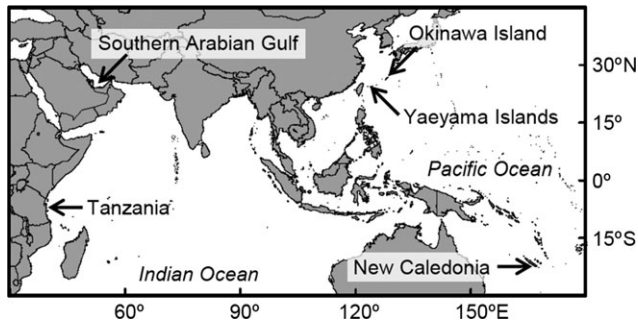 Okinawa Island
Southern Arabian Gulf
30ºN
Yaeyama Islands
15ºN
Pacific Ocean
0º
Tanzania
15ºS
New Caledonia
Indian Ocean
60º
90º
120º
150ºE